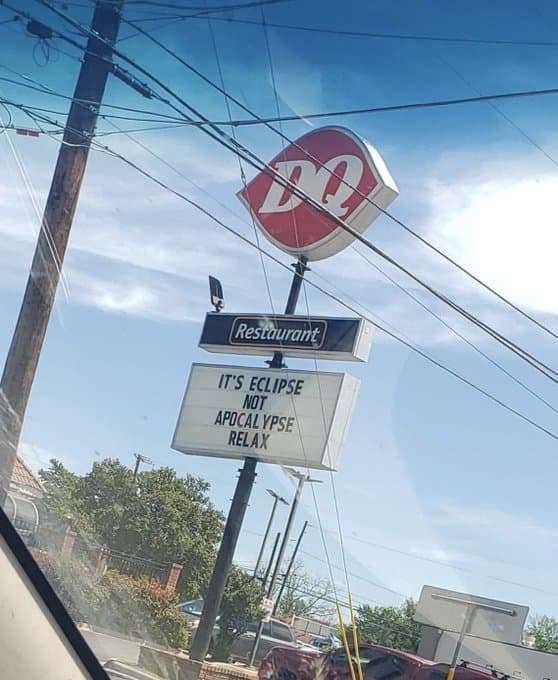 DQ
Restaurant
IT'S ECLIPSE
NOT
APOCALYPSE
RELAX